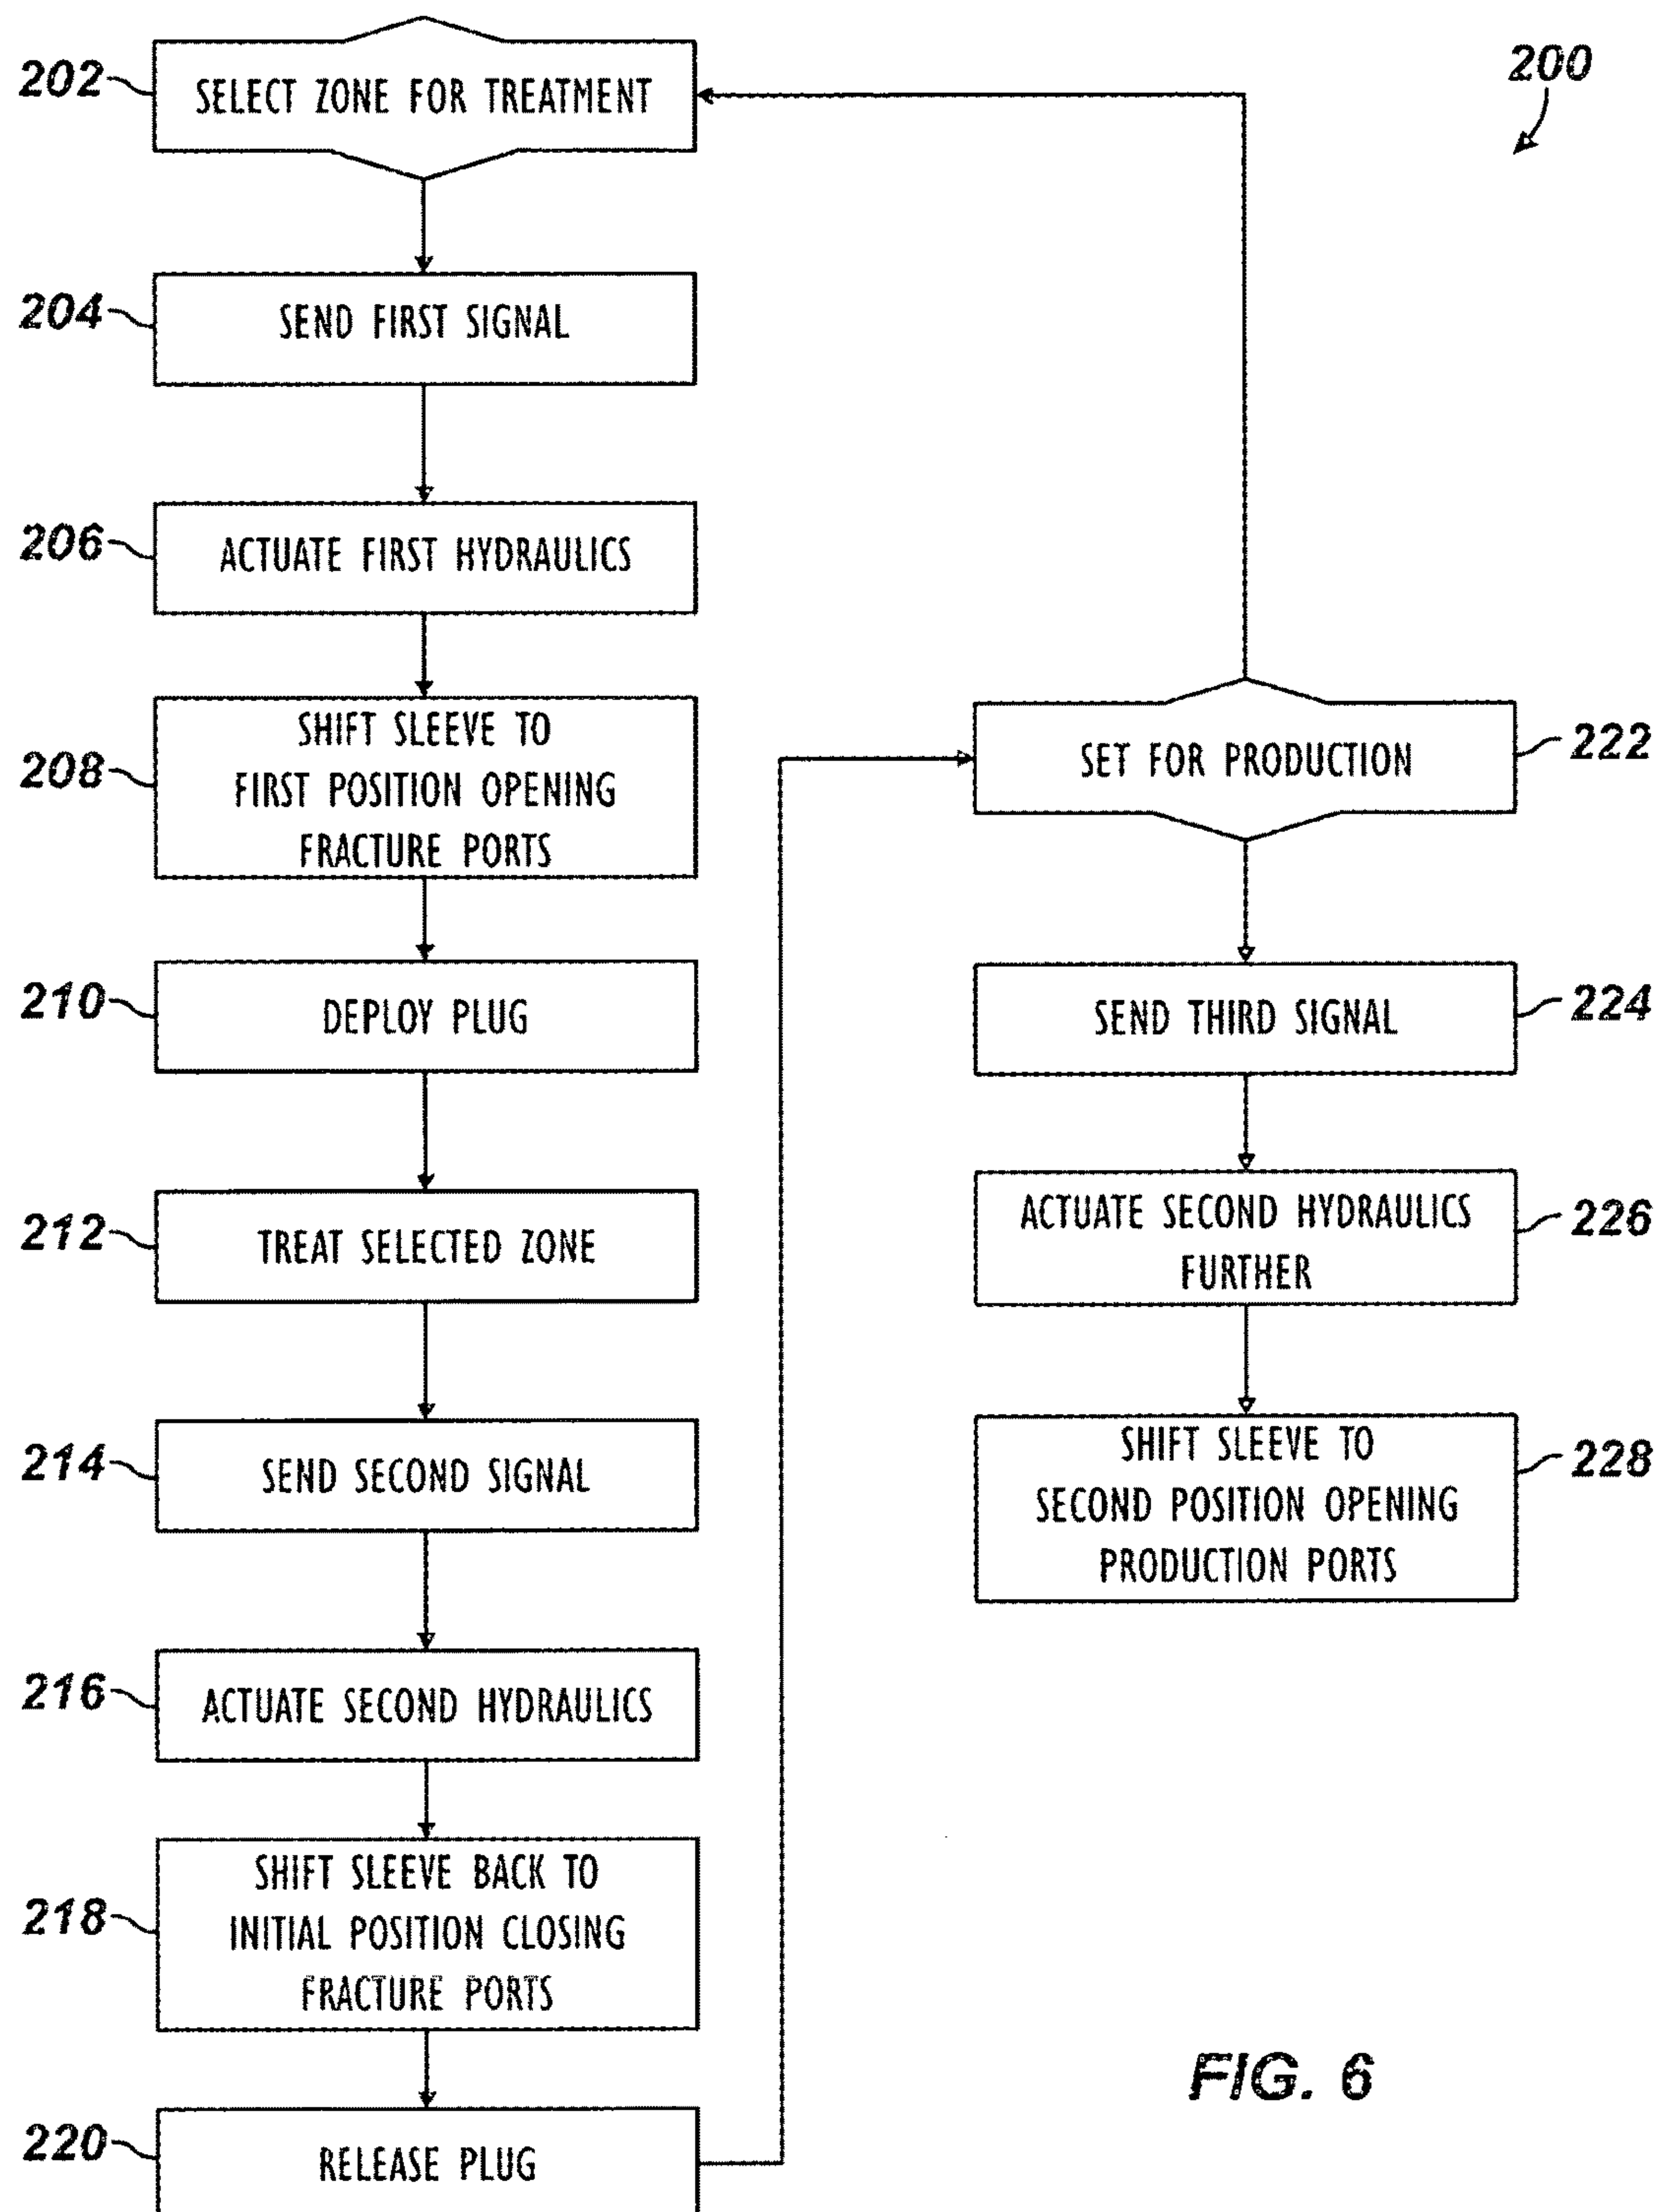 200
202
SELECT ZONE FOR TREATMENT
204
SEND FIRST SIGNAL
206
ACTUATE FIRST HYDRAULICS
208
SHIFT SLEEVE TO
FIRST POSITION OPENING
FRACTURE PORTS
210
DEPLOY PLUG
212
TREAT SELECTED ZONE
214
SEND SECOND SIGNAL
216
ACTUATE SECOND HYDRAULICS
218
SHIFT SLEEVE BACK TO
INITIAL POSITION CLOSING
FRACTURE PORTS
220
RELEASE PLUG
SET FOR PRODUCTION
222
SEND THIRD SIGNAL
224
ACTUATE SECOND HYDRAULICS
FURTHER
226
SHIFT SLEEVE TO
SECOND POSITION OPENING
PRODUCTION PORTS
228
FIG. 6